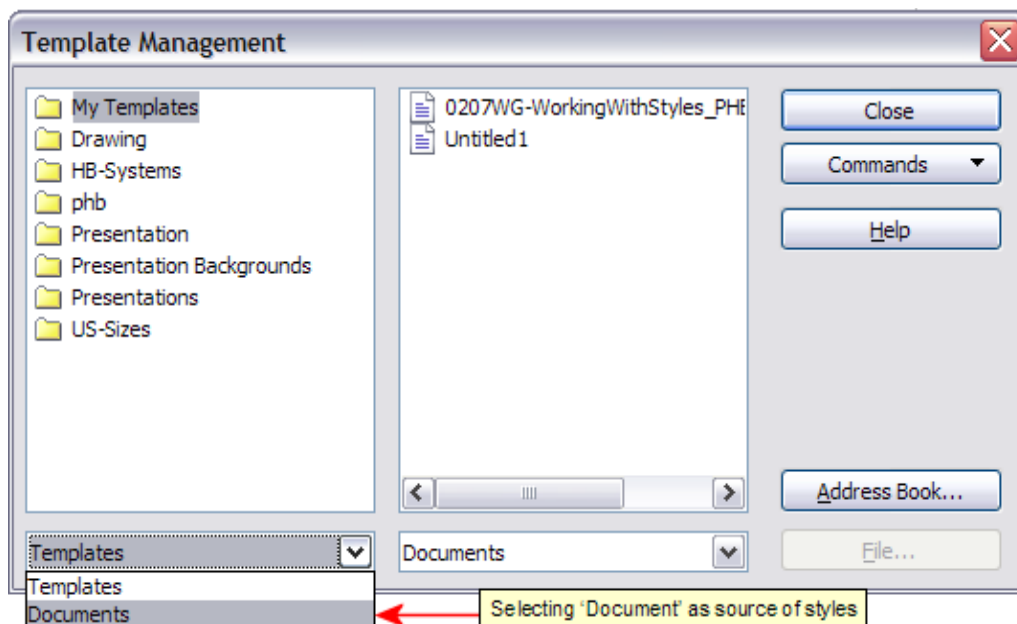 Template Management
My Templates
Drawing
HB-Systems
phb
Presentation
Presentation Backgrounds
Presentations
US-Sizes
0207WG-WorkingWithStyles_PHB
Untitled1
Close
Commands
Help
Address Book...
File...
Templates
Documents
Templates
Documents
Selecting ‘Document’ as source of styles